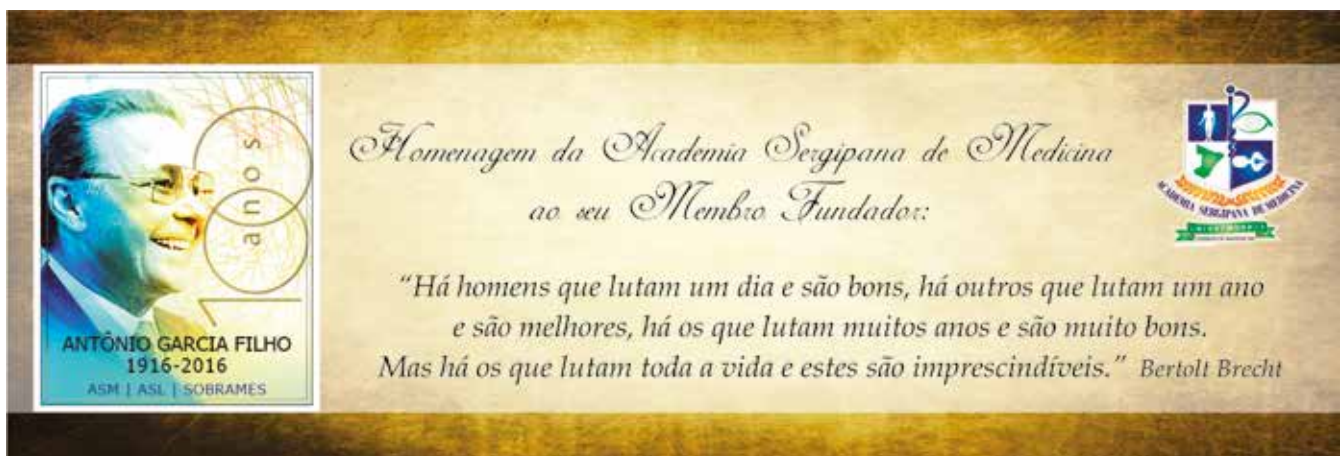 100 anos
ANTÔNIO GARCIA FILHO
1916-2016
ASM | ASL | SOBRAMES
Homenagem da Academia Sergipana de Medicina
ao seu Membro Fundador:
“Há homens que lutam um dia e são bons, há outros que lutam um ano
e são melhores, há os que lutam muitos anos e são muito bons.
Mas há os que lutam toda a vida e estes são imprescindíveis.” Bertolt Brecht
ACADEMIA SERGIPANA DE MEDICINA